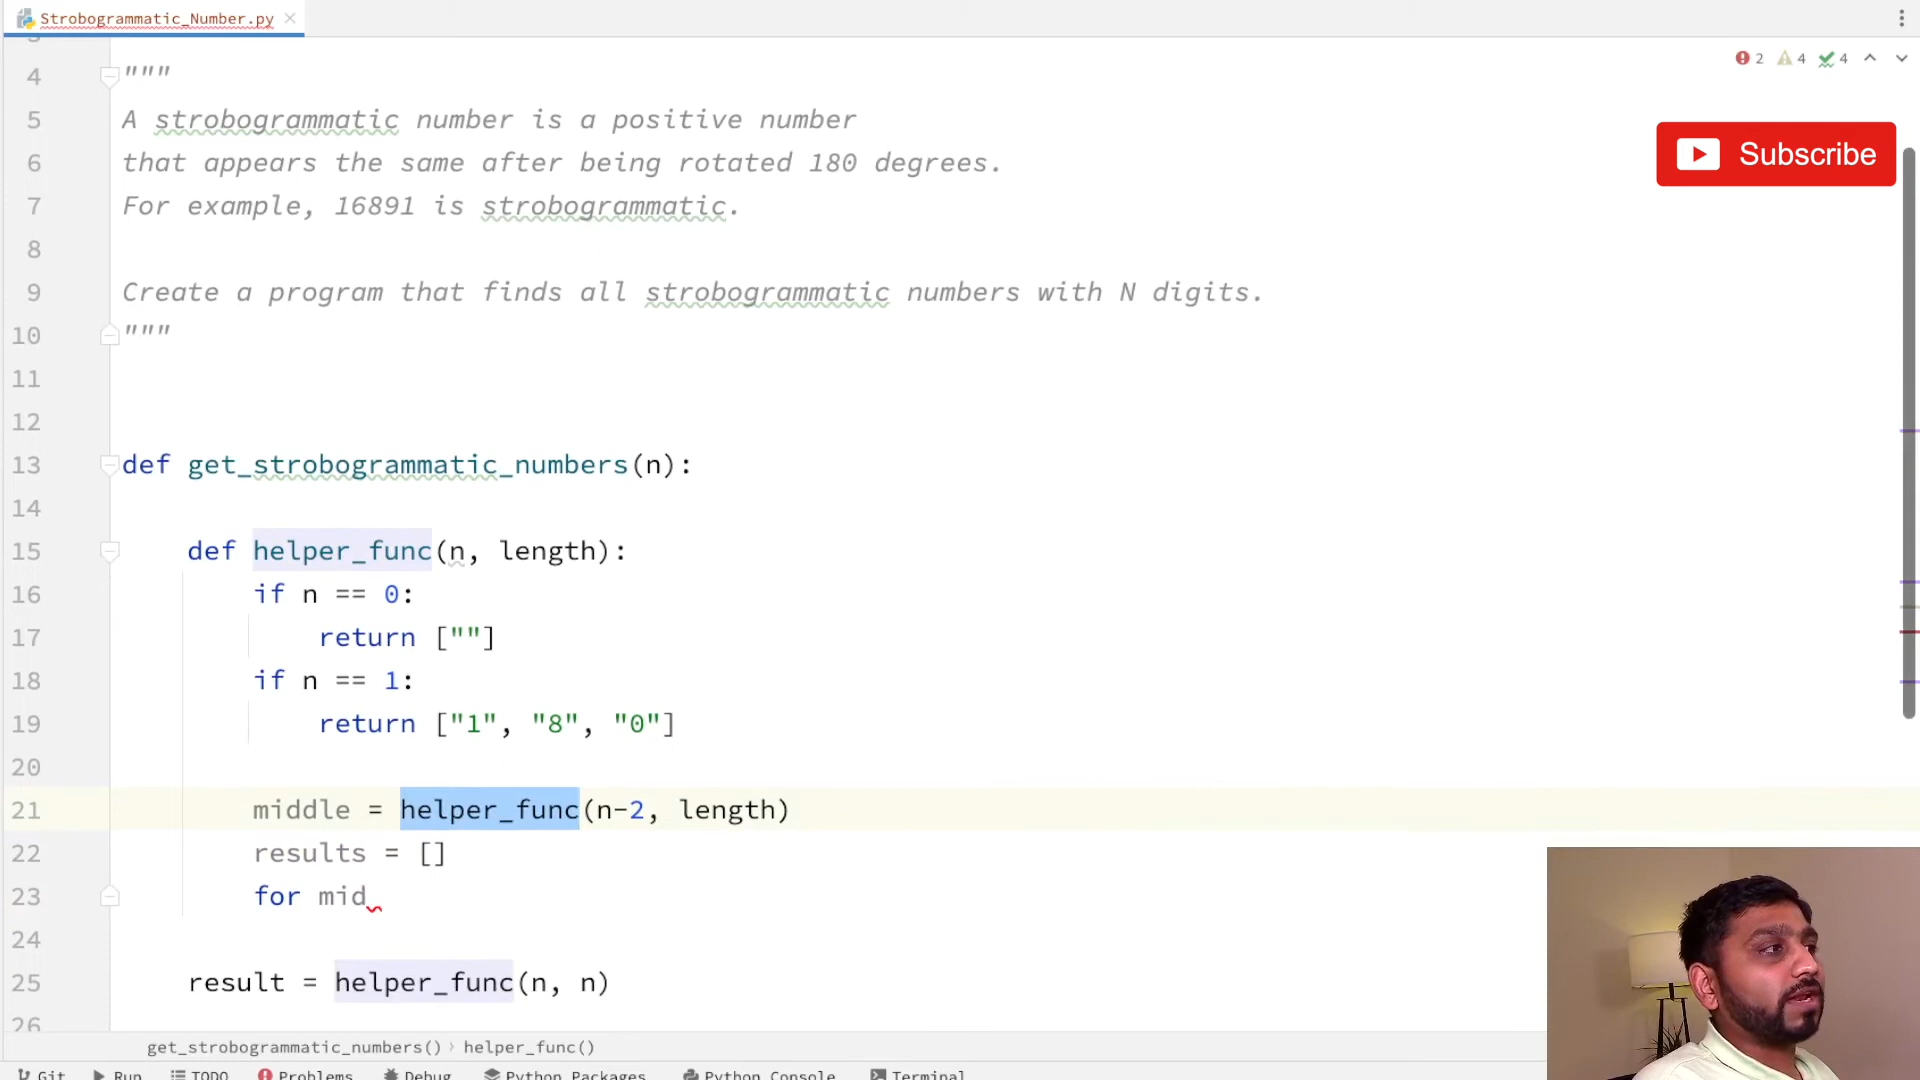 Strobogrammatic_Number.py
2 4 4
4 """
5 A strobogrammatic number is a positive number
6 that appears the same after being rotated 180 degrees.
Subscribe
7 For example, 16891 is strobogrammatic.
8
9 Create a program that finds all strobogrammatic numbers with N digits.
10 """
11
12
13 def get_strobogrammatic_numbers(n):
14
15 def helper_func(n, length):
16 if n == 0:
17 return [""]
18 if n == 1:
19 return ["1", "8", "0"]
20
21 middle = helper_func(n-2, length)
22 results = []
23 for mid
24
25 result = helper_func(n, n)
26
get_strobogrammatic_numbers() › helper_func()
Git Run TODO Problems Debug Python Packages Python Console Terminal